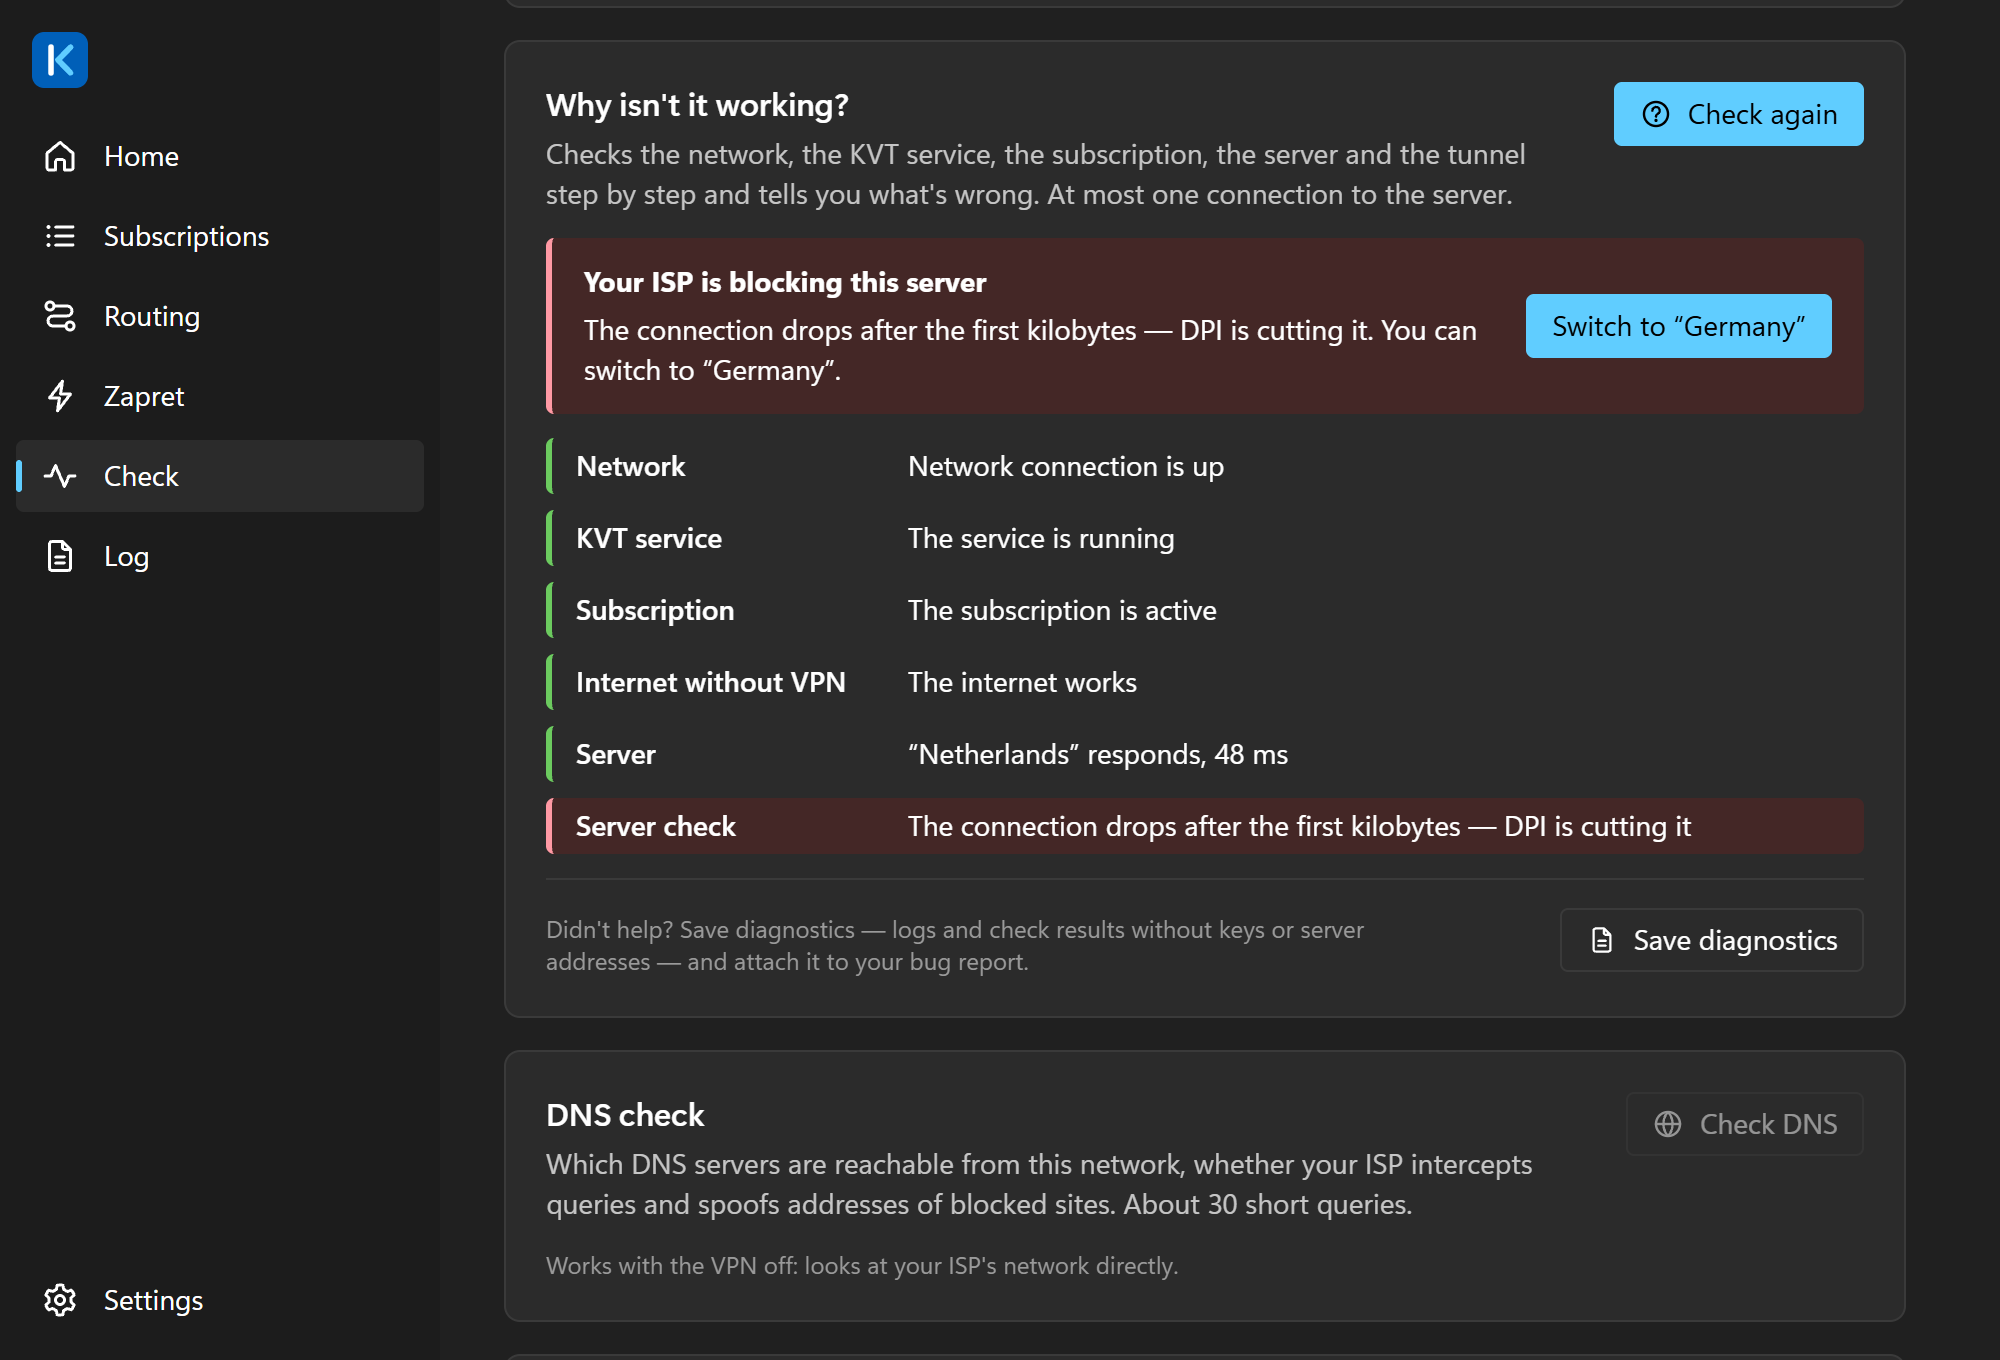 Home
Subscriptions
Routing
Zapret
Check
Log
Settings
Why isn't it working?
Check again
Checks the network, the KVT service, the subscription, the server and the tunnel
step by step and tells you what's wrong. At most one connection to the server.
Your ISP is blocking this server
The connection drops after the first kilobytes — DPI is cutting it. You can
switch to “Germany”.
Switch to “Germany”
Network Network connection is up
KVT service The service is running
Subscription The subscription is active
Internet without VPN The internet works
Server “Netherlands” responds, 48 ms
Server check The connection drops after the first kilobytes — DPI is cutting it
Didn't help? Save diagnostics — logs and check results without keys or server
addresses — and attach it to your bug report.
Save diagnostics
DNS check
Check DNS
Which DNS servers are reachable from this network, whether your ISP intercepts
queries and spoofs addresses of blocked sites. About 30 short queries.
Works with the VPN off: looks at your ISP's network directly.